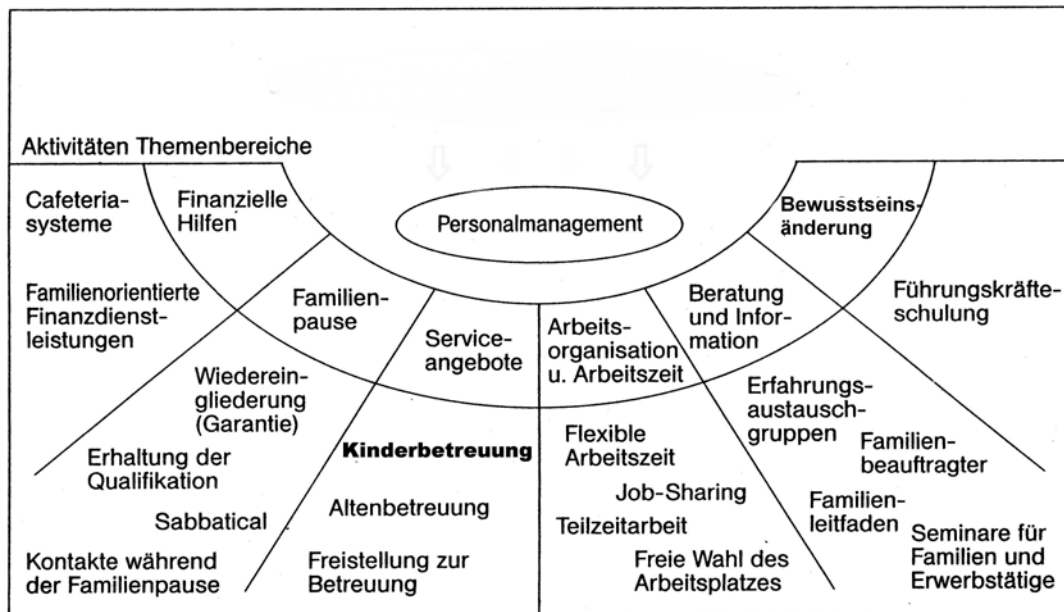 Aktivitäten Themenbereiche
Cafeteria-
systeme
Finanzielle
Hilfen
Personalmanagement
Bewusstseins-
änderung
Familienorientierte
Finanzdienst-
leistungen
Familien-
pause
Service-
angebote
Arbeits-
organisation
u. Arbeitszeit
Beratung
und Infor-
mation
Führungskräfte-
schulung
Wiederein-
gliederung
(Garantie)
Erhaltung der
Qualifikation
Sabbatical
Kontakte während
der Familienpause
Kinderbetreuung
Altenbetreuung
Freistellung zur
Betreuung
Flexible
Arbeitszeit
Job-Sharing
Teilzeitarbeit
Freie Wahl des
Arbeitsplatzes
Erfahrungs-
austausch-
gruppen
Familien-
beauftragter
Familien-
leitfaden
Seminare für
Familien und
Erwerbstätige